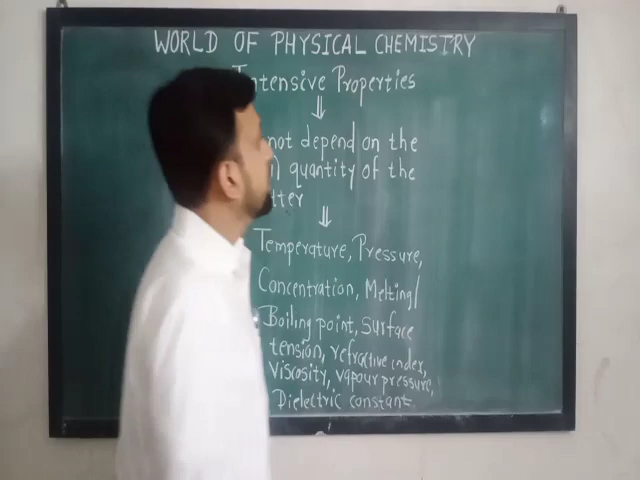 WORLD OF PHYSICAL CHEMISTRY
Intensive Properties
⇓
not depend on the
quantity of the
tter
⇓
Temperature, Pressure,
Concentration, Melting/
Boiling point, surface
tension, refractive index,
viscosity, vapour pressure,
Dielectric constant